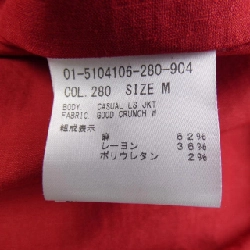 01-5104106-280-904
COL.280 SIZE M
BODY: CASUAL LS JKT
FABRIC: GOOD CRUNCH W
組成表示
麻 62%
レーヨン 36%
ポリウレタン 2%